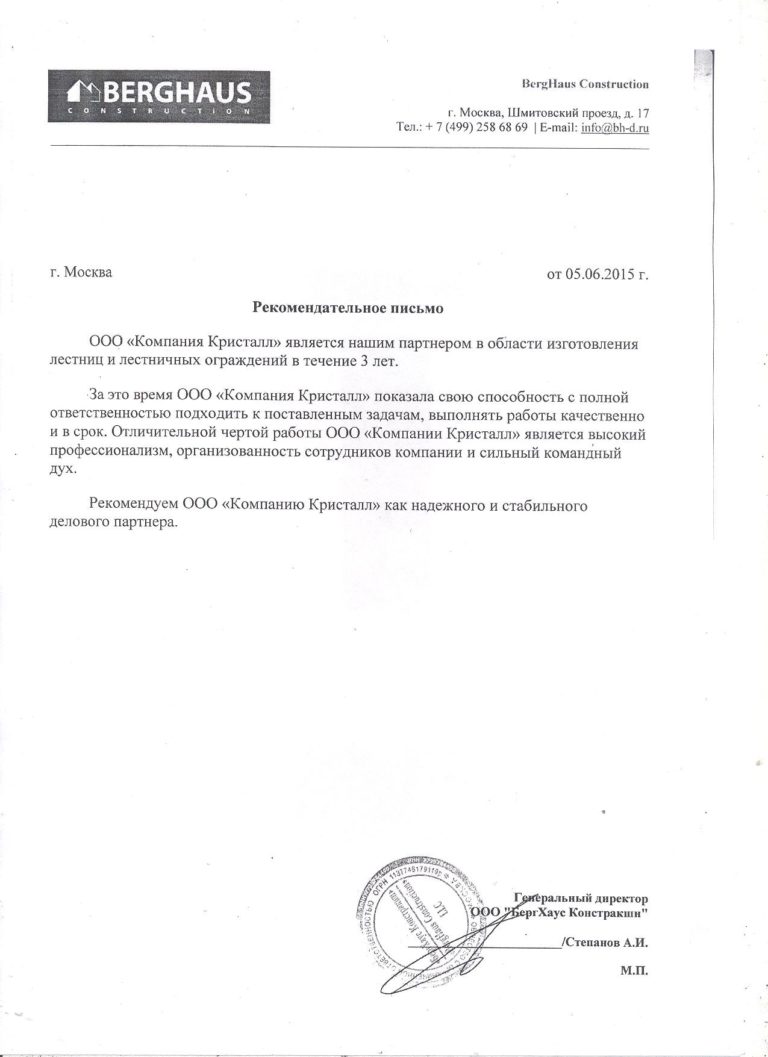 BERGHAUS
CONSTRUCTION
BergHaus Construction
г. Москва, Шмитовский проезд, д. 17
Тел.: + 7 (499) 258 68 69 | E-mail: info@bh-d.ru
г. Москва
от 05.06.2015 г.
Рекомендательное письмо
ООО «Компания Кристалл» является нашим партнером в области изготовления
лестниц и лестничных ограждений в течение 3 лет.
За это время ООО «Компания Кристалл» показала свою способность с полной
ответственностью подходить к поставленным задачам, выполнять работы качественно
и в срок. Отличительной чертой работы ООО «Компании Кристалл» является высокий
профессионализм, организованность сотрудников компании и сильный командный
дух.
Рекомендуем ООО «Компанию Кристалл» как надежного и стабильного
делового партнера.
Генеральный директор
ООО "БергХаус Констракшн"
/Степанов А.И.
М.П.
ОГРН
LLC